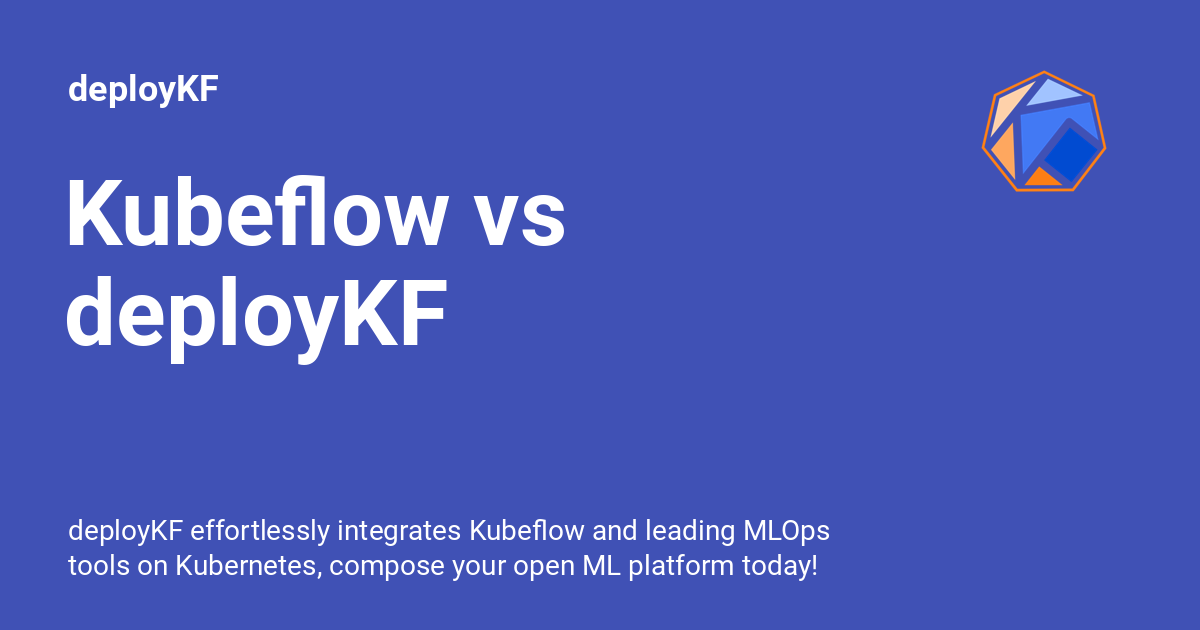 deployKF
Kubeflow vs
deployKF
deployKF effortlessly integrates Kubeflow and leading MLOps
tools on Kubernetes, compose your open ML platform today!